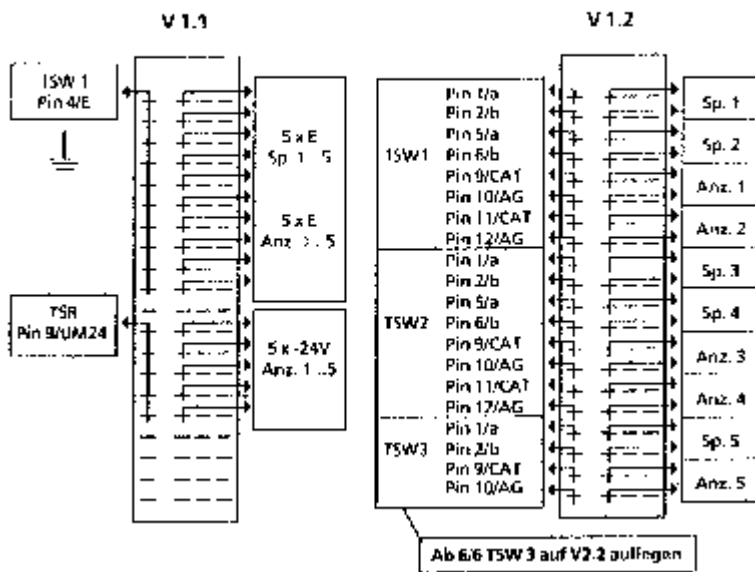 V 1.1
TSW 1
Pin 4/E
5 x E
Sp. 1 .. 5
5 x E
Anz. 1 .. 5
TSR
Pin 9/UM24
5 x -24V
Anz. 1 ..5
V 1.2
TSW1
Pin 1/a
Pin 2/b
Pin 5/a
Pin 6/b
Pin 9/CAT
Pin 10/AG
Pin 11/CAT
Pin 12/AG
TSW2
Pin 1/a
Pin 2/b
Pin 5/a
Pin 6/b
Pin 9/CAT
Pin 10/AG
Pin 11/CAT
Pin 12/AG
TSW3
Pin 1/a
Pin 2/b
Pin 9/CAT
Pin 10/AG
Sp. 1
Sp. 2
Anz. 1
Anz. 2
Sp. 3
Sp. 4
Anz. 3
Anz. 4
Sp. 5
Anz. 5
Ab 6/6 TSW 3 auf V2.2 auflegen